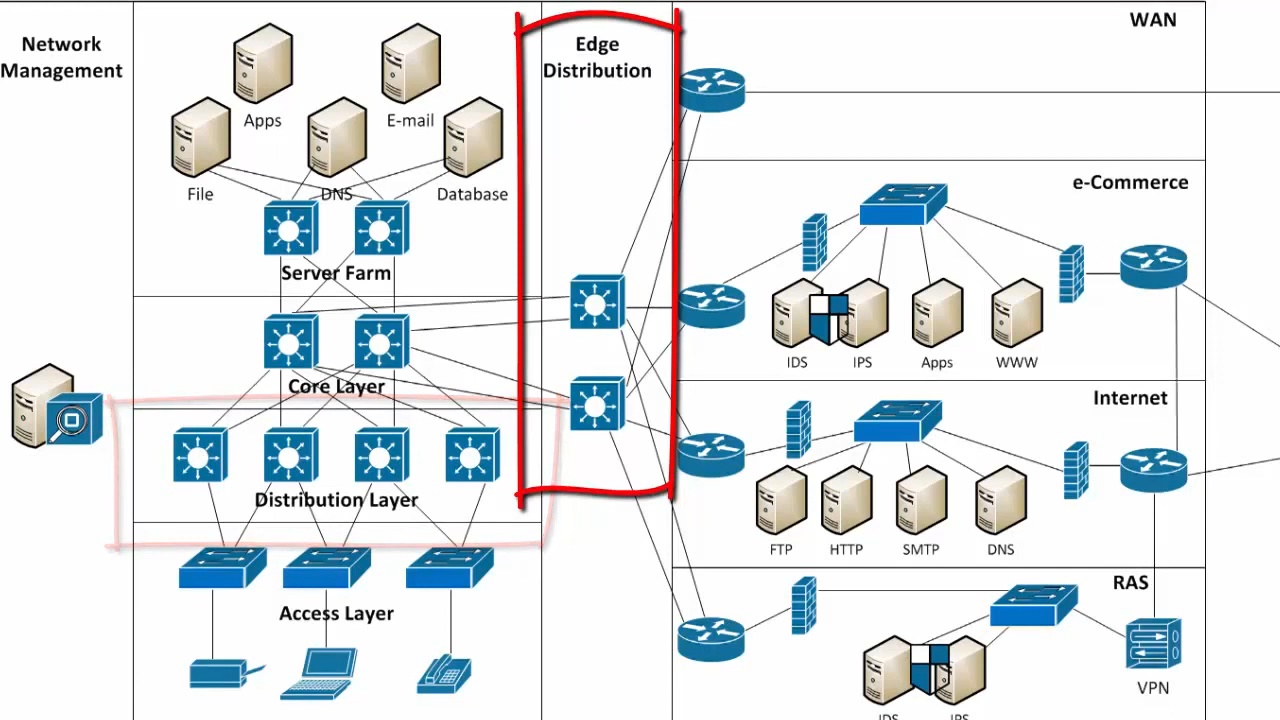 Network
Management
Apps
E-mail
File
DNS
Database
Server Farm
Core Layer
Distribution Layer
Access Layer
Edge
Distribution
WAN
e-Commerce
IDS
IPS
Apps
WWW
Internet
FTP
HTTP
SMTP
DNS
RAS
VPN
IDS
IPS